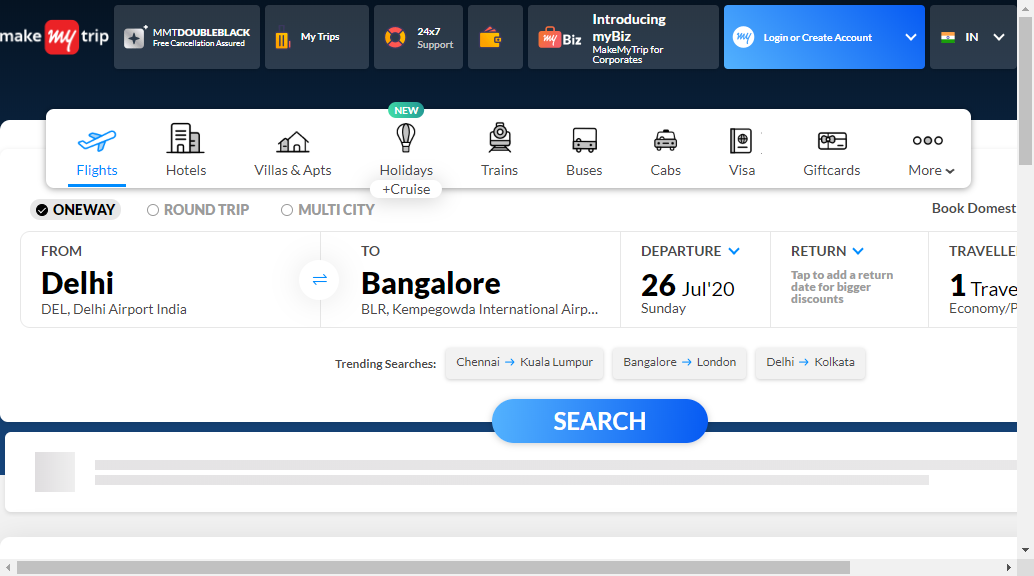 make my trip
MMTDOUBLEBLACK
Free Cancellation Assured
My Trips
24x7
Support
my Biz
Introducing
myBiz
MakeMyTrip for
Corporates
my
Login or Create Account
IN
NEW
Flights
Hotels
Villas & Apts
Holidays
Trains
Buses
Cabs
Visa
Giftcards
More
+Cruise
ONEWAY
ROUND TRIP
MULTI CITY
Book Domest
FROM
Delhi
DEL, Delhi Airport India
TO
Bangalore
BLR, Kempegowda International Airp...
DEPARTURE
26 Jul'20
Sunday
RETURN
Tap to add a return
date for bigger
discounts
TRAVELLE
1 Trave
Economy/P
Trending Searches:
Chennai → Kuala Lumpur
Bangalore → London
Delhi → Kolkata
SEARCH